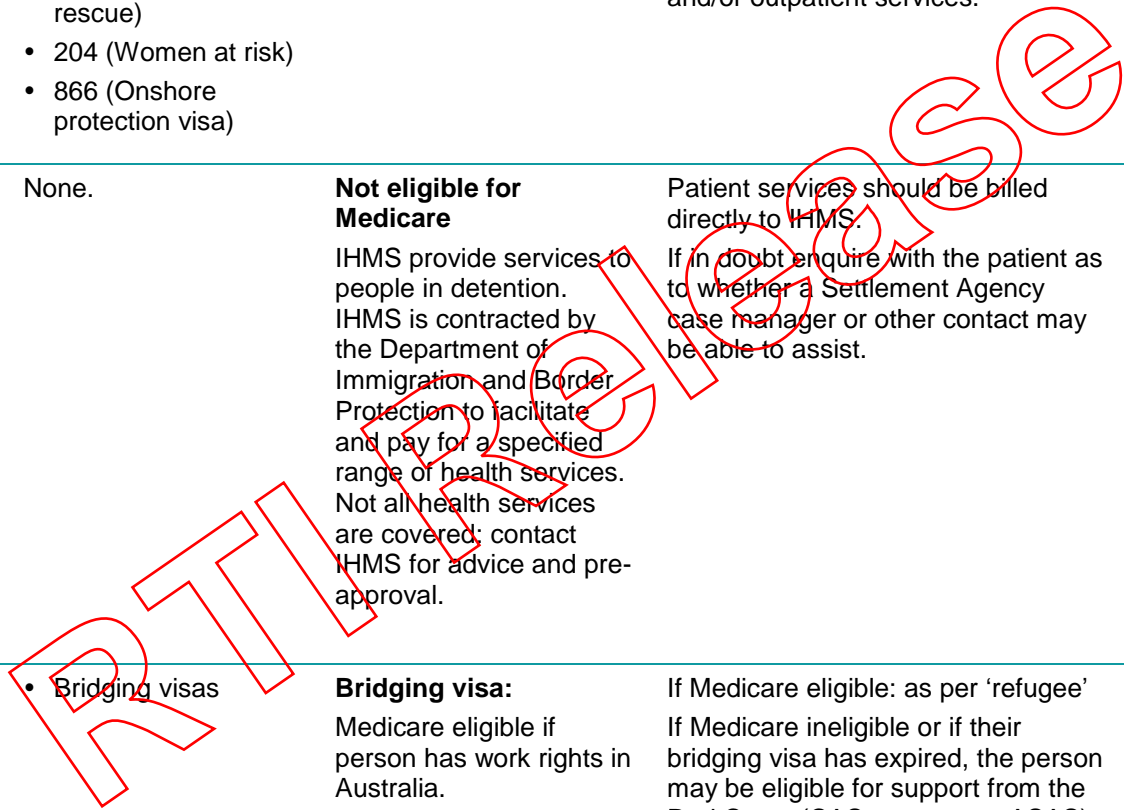 rescue)
• 204 (Women at risk)
• 866 (Onshore
protection visa)
and/or outpatient services.
None.
Not eligible for
Medicare
IHMS provide services to
people in detention.
IHMS is contracted by
the Department of
Immigration and Border
Protection to facilitate
and pay for a specified
range of health services.
Not all health services
are covered; contact
IHMS for advice and pre-
approval.
Patient services should be billed
directly to IHMS.
If in doubt enquire with the patient as
to whether a Settlement Agency
case manager or other contact may
be able to assist.
• Bridging visas
Bridging visa:
Medicare eligible if
person has work rights in
Australia.
If Medicare eligible: as per ‘refugee’
If Medicare ineligible or if their
bridging visa has expired, the person
may be eligible for support from the
RTI Release